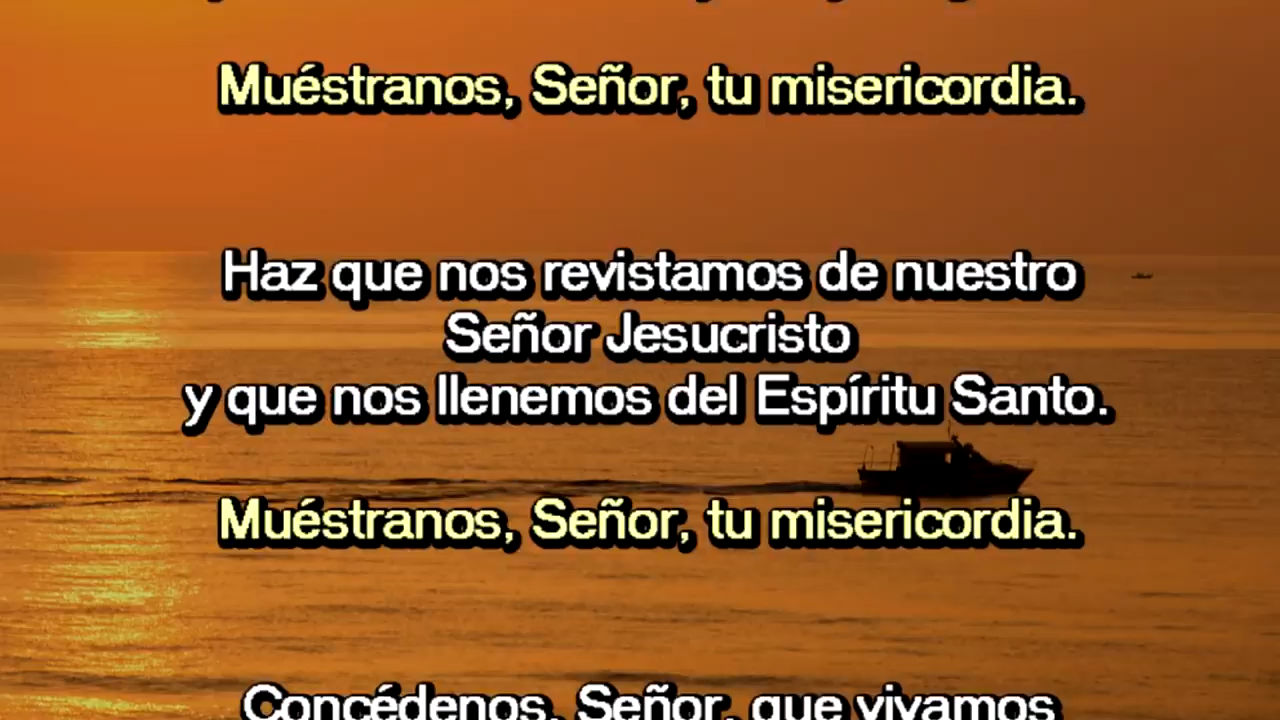 Muéstranos, Señor, tu misericordia.
Haz que nos revistamos de nuestro
Señor Jesucristo
y que nos llenemos del Espíritu Santo.
Muéstranos, Señor, tu misericordia.
Concédenos, Señor, que vivamos